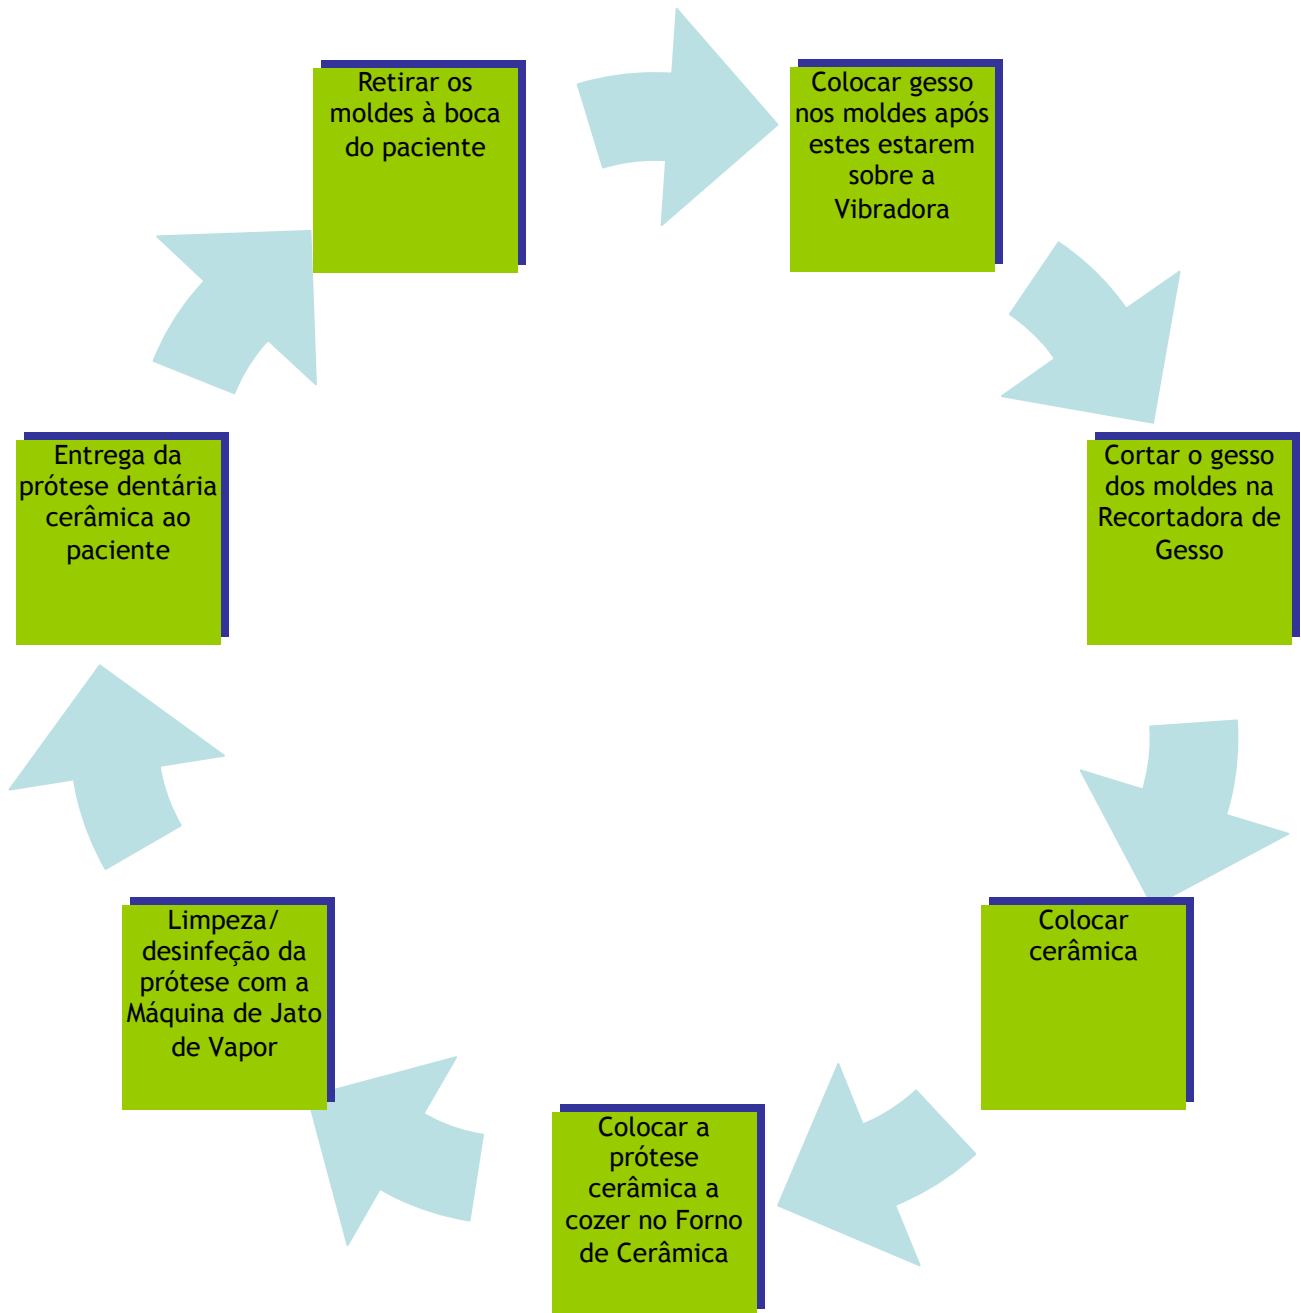 Retirar os
moldes à boca
do paciente
Colocar gesso
nos moldes após
estes estarem
sobre a
Vibradora
Cortar o gesso
dos moldes na
Recortadora de
Gesso
Colocar
cerâmica
Colocar a
prótese
cerâmica a
cozer no Forno
de Cerâmica
Limpeza/
desinfeção da
prótese com a
Máquina de Jato
de Vapor
Entrega da
prótese dentária
cerâmica ao
paciente